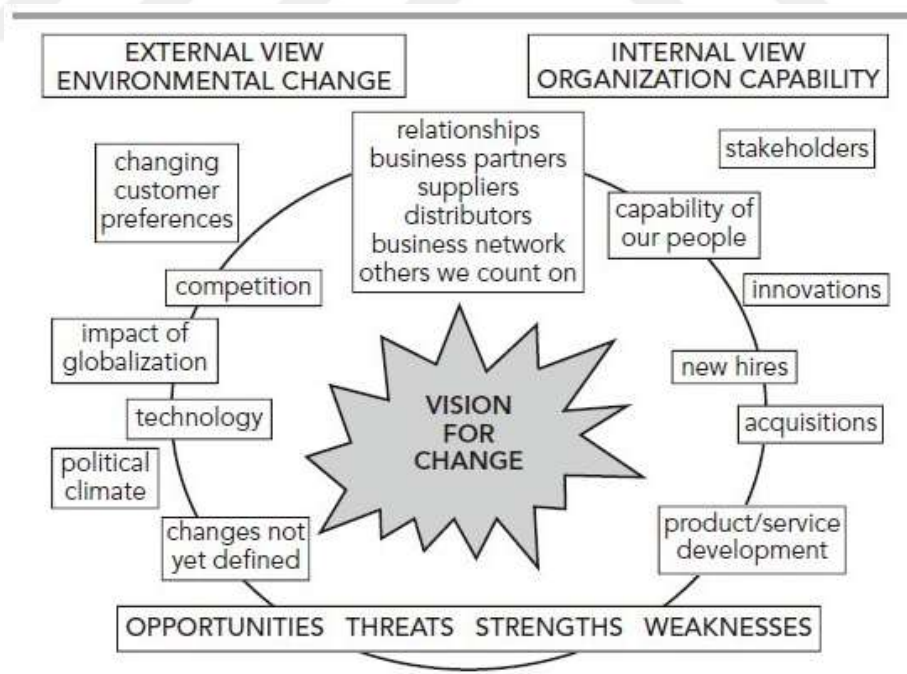 EXTERNAL VIEW
ENVIRONMENTAL CHANGE
INTERNAL VIEW
ORGANIZATION CAPABILITY
relationships
business partners
suppliers
distributors
business network
others we count on
changing
customer
preferences
competition
impact of
globalization
technology
political
climate
changes not
yet defined
stakeholders
capability of
our people
innovations
new hires
acquisitions
product/service
development
VISION
FOR
CHANGE
OPPORTUNITIES THREATS STRENGTHS WEAKNESSES